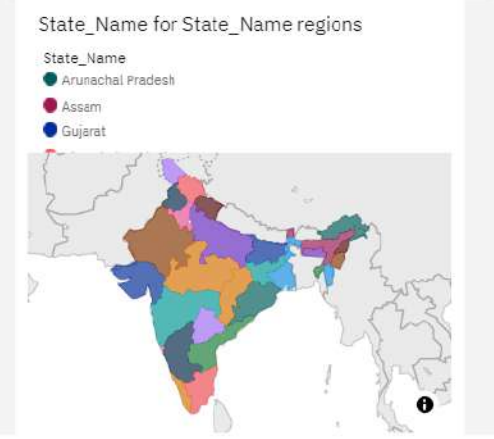 State_Name for State_Name regions
State_Name
Arunachal Pradesh
Assam
Gujarat